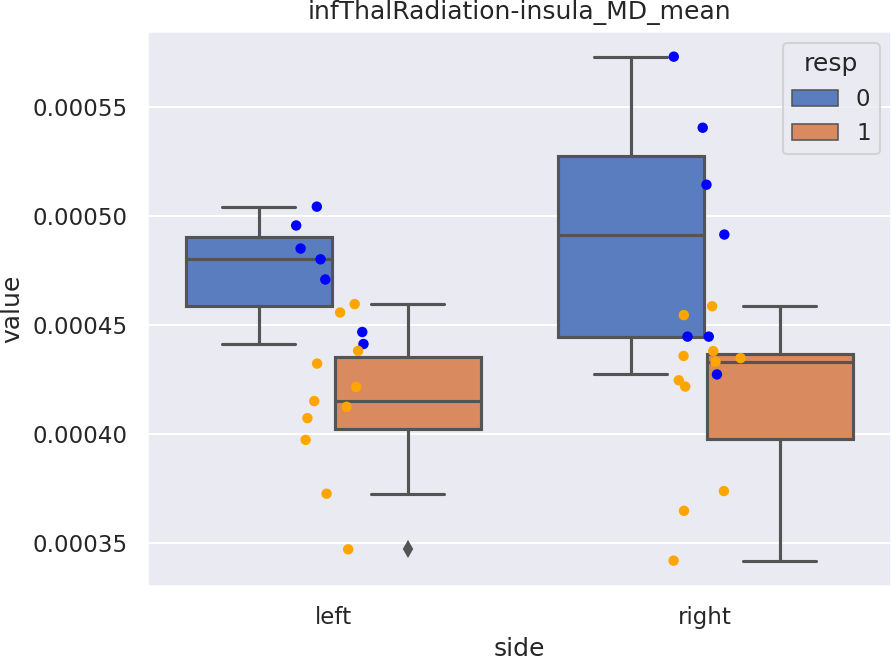 infThalRadiation-insula_MD_mean
resp
0
1
0.00055
0.00050
0.00045
0.00040
0.00035
value
left
right
side